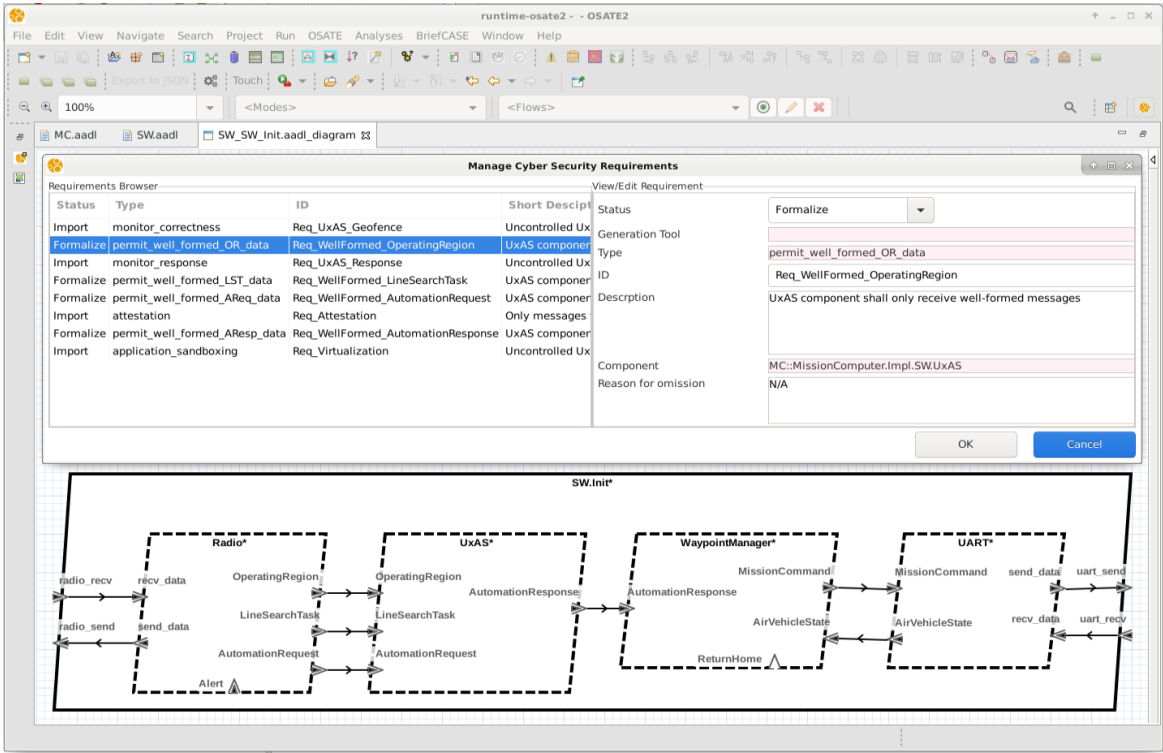 runtime-osate2 - - OSATE2
File Edit View Navigate Search Project Run OSATE Analyses BriefCASE Window Help
Export to JSON Touch
100% <Modes> <Flows>
MC.aadl SW.aadl SW_SW_Init.aadl_diagram
Manage Cyber Security Requirements
Requirements Browser
Status Type ID Short Descipt
Import monitor_correctness Req_UxAS_Geofence Uncontrolled Ux
Formalize permit_well_formed_OR_data Req_WellFormed_OperatingRegion UxAS componer
Import monitor_response Req_UxAS_Response Uncontrolled Ux
Formalize permit_well_formed_LST_data Req_WellFormed_LineSearchTask UxAS componer
Formalize permit_well_formed_AReq_data Req_WellFormed_AutomationRequest UxAS componer
Import attestation Req_Attestation Only messages
Formalize permit_well_formed_AResp_data Req_WellFormed_AutomationResponse UxAS componer
Import application_sandboxing Req_Virtualization Uncontrolled Ux
View/Edit Requirement
Status Formalize
Generation Tool
Type permit_well_formed_OR_data
ID Req_WellFormed_OperatingRegion
Descrption UxAS component shall only receive well-formed messages
Component MC::MissionComputer.Impl.SW.UxAS
Reason for omission N/A
OK Cancel
SW.Init*
Radio* UxAS* WaypointManager* UART*
radio_recv recv_data OperatingRegion OperatingRegion AutomationResponse AutomationResponse MissionCommand MissionCommand send_data uart_send
radio_send send_data LineSearchTask LineSearchTask AirVehicleState AirVehicleState recv_data uart_recv
AutomationRequest AutomationRequest ReturnHome
Alert